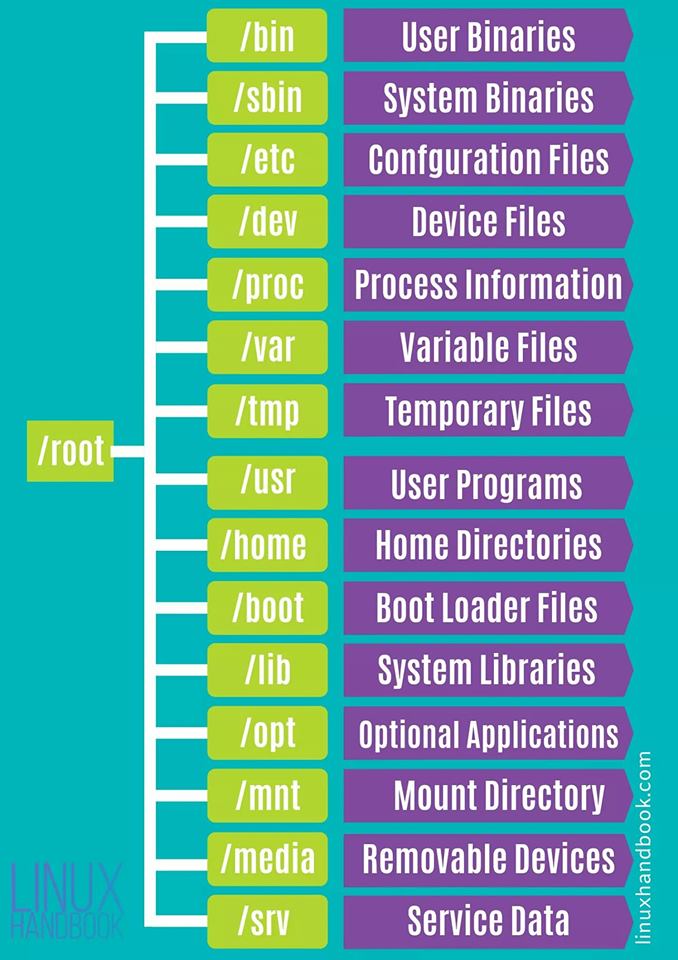 /bin User Binaries
/sbin System Binaries
/etc Confguration Files
/dev Device Files
/proc Process Information
/var Variable Files
/tmp Temporary Files
/root
/usr User Programs
/home Home Directories
/boot Boot Loader Files
/lib System Libraries
/opt Optional Applications
/mnt Mount Directory
/media Removable Devices
/srv Service Data
LINUX
HANDBOOK
linuxhandbook.com